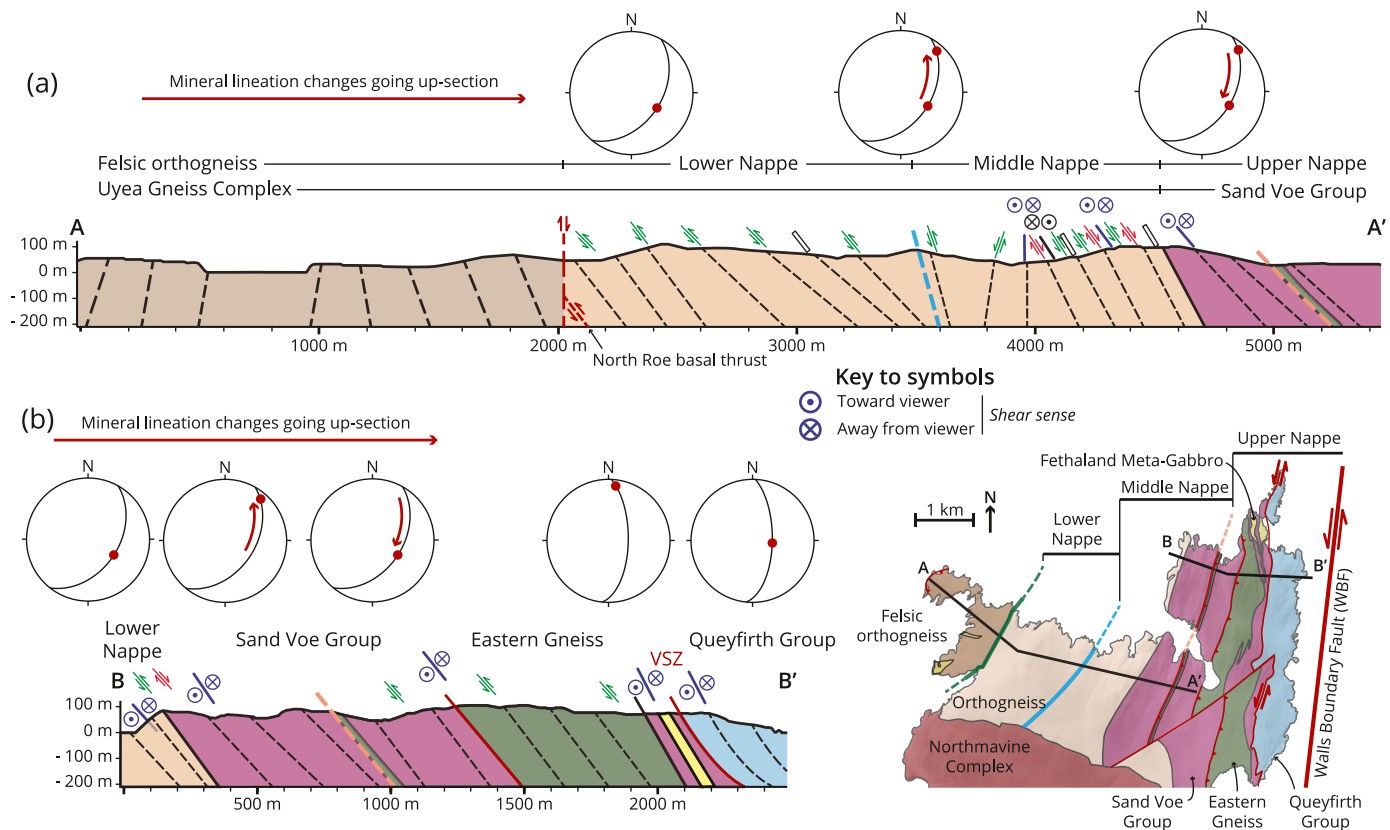 (a)
Mineral lineation changes going up-section
N
N
N
Felsic orthogneiss
Lower Nappe
Middle Nappe
Upper Nappe
Uyea Gneiss Complex
Sand Voe Group
A
A’
100 m
0 m
- 100 m
- 200 m
1000 m
2000 m
3000 m
4000 m
5000 m
North Roe basal thrust
Key to symbols
Toward viewer
Away from viewer
Shear sense
(b)
Mineral lineation changes going up-section
N
N
N
N
N
Lower
Nappe
Sand Voe Group
Eastern Gneiss
Queyfirth Group
VSZ
B
B’
100 m
0 m
- 100 m
- 200 m
500 m
1000 m
1500 m
2000 m
Upper Nappe
Fethaland Meta-Gabbro
Middle Nappe
1 km
N
Lower
Nappe
B
B’
A
A’
Felsic
orthogneiss
Orthogneiss
Northmavine
Complex
Walls Boundary Fault (WBF)
Sand Voe
Group
Eastern
Gneiss
Queyfirth
Group